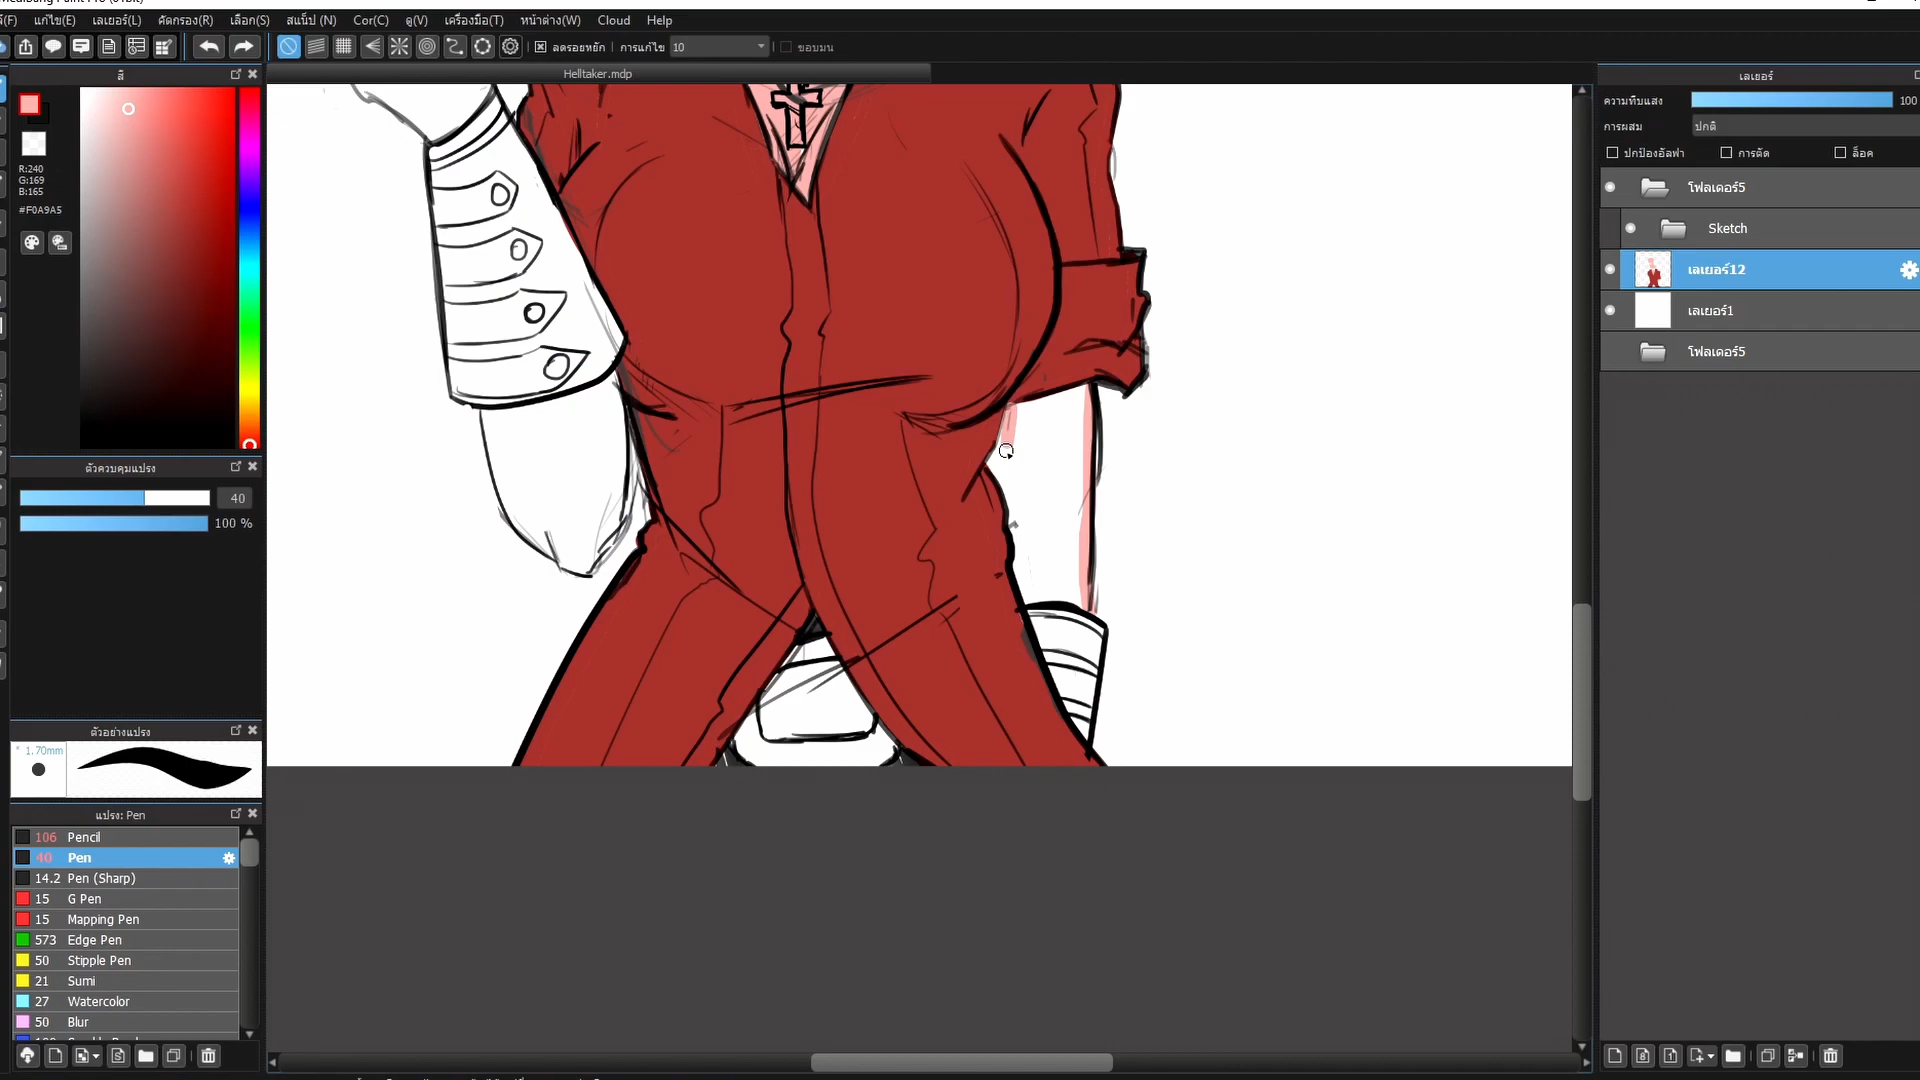 แก้ไข(E) เลเยอร์(L) คัดกรอง(R) เลือก(S) สแน็ป (N) Cor(C) ดู(V) เครื่องมือ(T) หน้าต่าง(W) Cloud Help
ลดรอยหยัก การแก้ไข 10 ขอบมน
สี
Helltaker.mdp
เลเยอร์
ความทึบแสง 100
การผสม ปกติ
ปกป้องอัลฟา การตัด ล็อค
R:240
G:169
B:165
#F0A9A5
โฟลเดอร์5
Sketch
เลเยอร์12
เลเยอร์1
โฟลเดอร์5
ตัวควบคุมแปรง
40
100 %
ตัวอย่างแปรง
* 1.70mm
แปรง: Pen
106 Pencil
40 Pen
14.2 Pen (Sharp)
15 G Pen
15 Mapping Pen
573 Edge Pen
50 Stipple Pen
21 Sumi
27 Watercolor
50 Blur